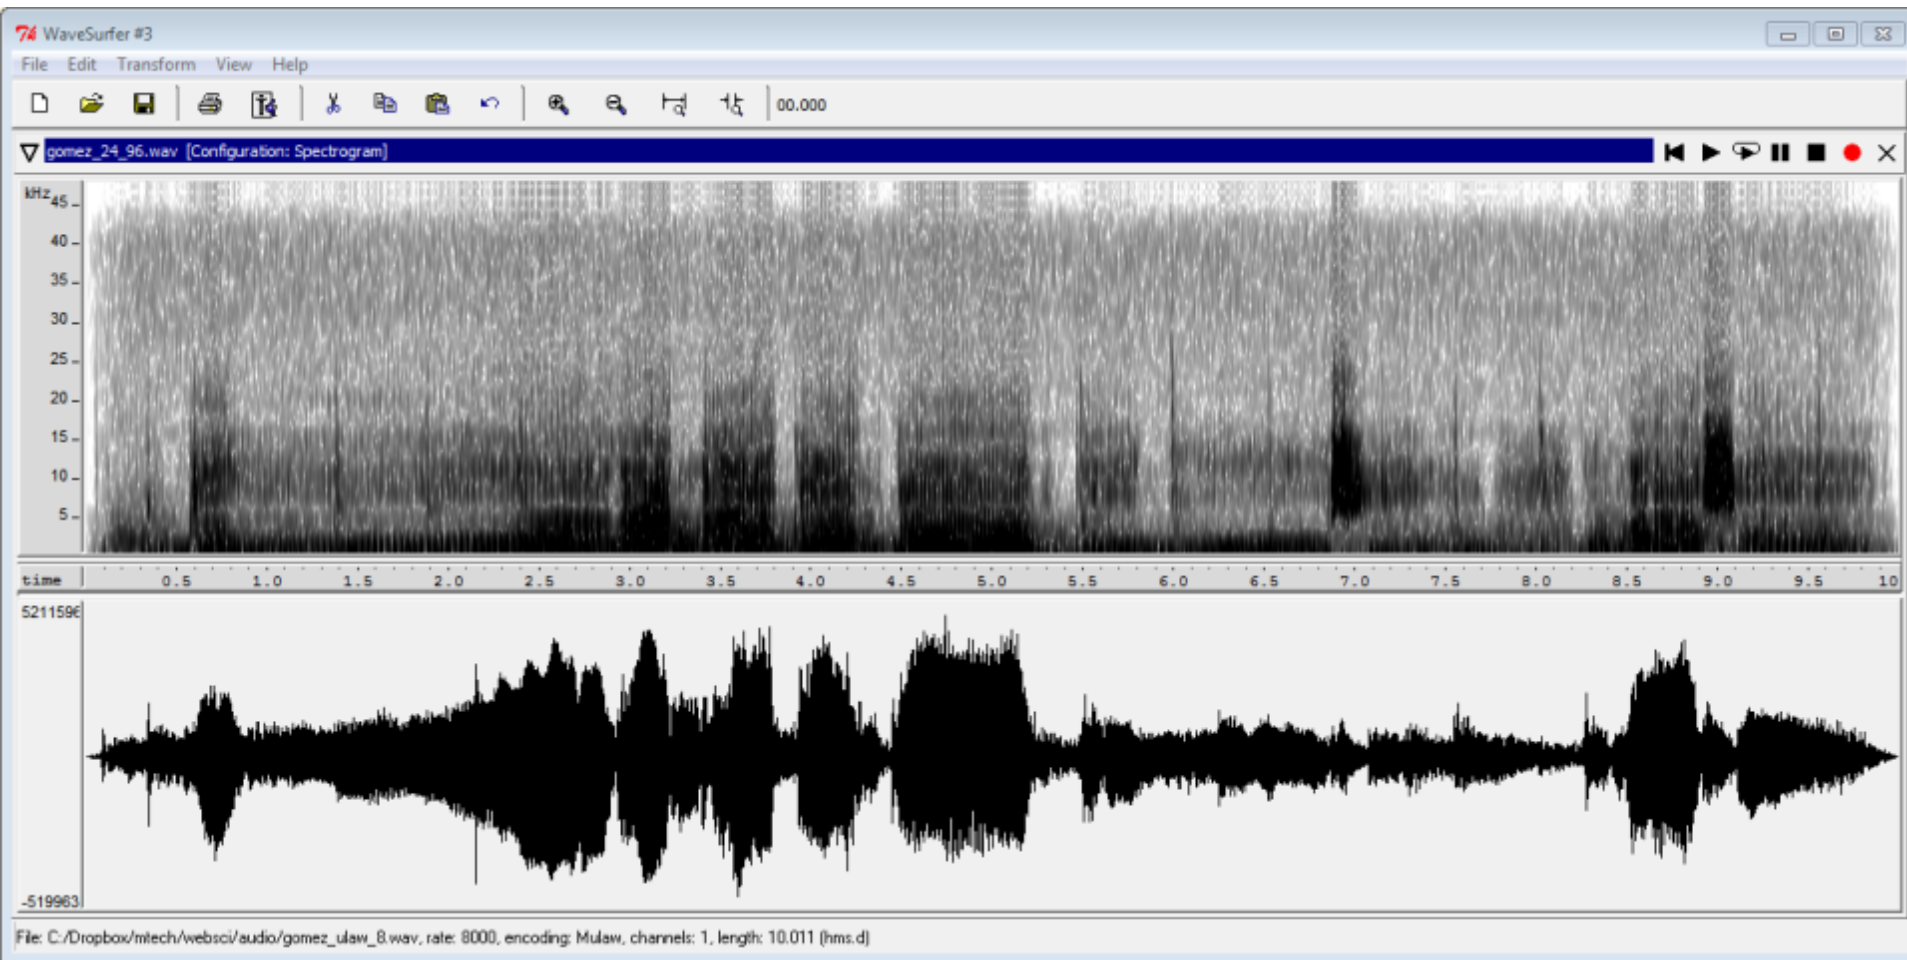 WaveSurfer #3
File Edit Transform View Help
00.000
gomez_24_96.wav [Configuration: Spectrogram]
kHz
45
40
35
30
25
20
15
10
5
time 0.5 1.0 1.5 2.0 2.5 3.0 3.5 4.0 4.5 5.0 5.5 6.0 6.5 7.0 7.5 8.0 8.5 9.0 9.5 10
5211596
-519963
File: C:/Dropbox/mtech/websci/audio/gomez_ulaw_8.wav, rate: 8000, encoding: Mulaw, channels: 1, length: 10.011 (hms.d)